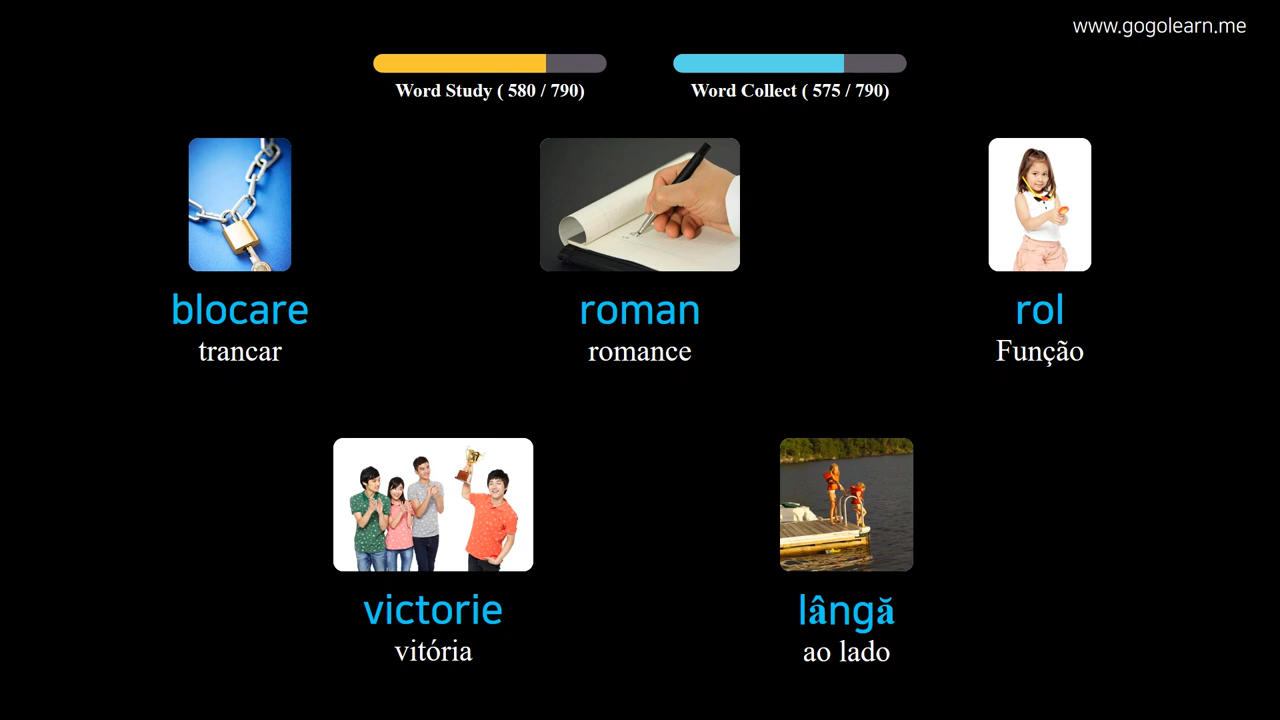 www.gogolearn.me
Word Study ( 580 / 790)
Word Collect ( 575 / 790)
blocare
trancar
roman
romance
rol
Função
victorie
vitória
lângă
ao lado